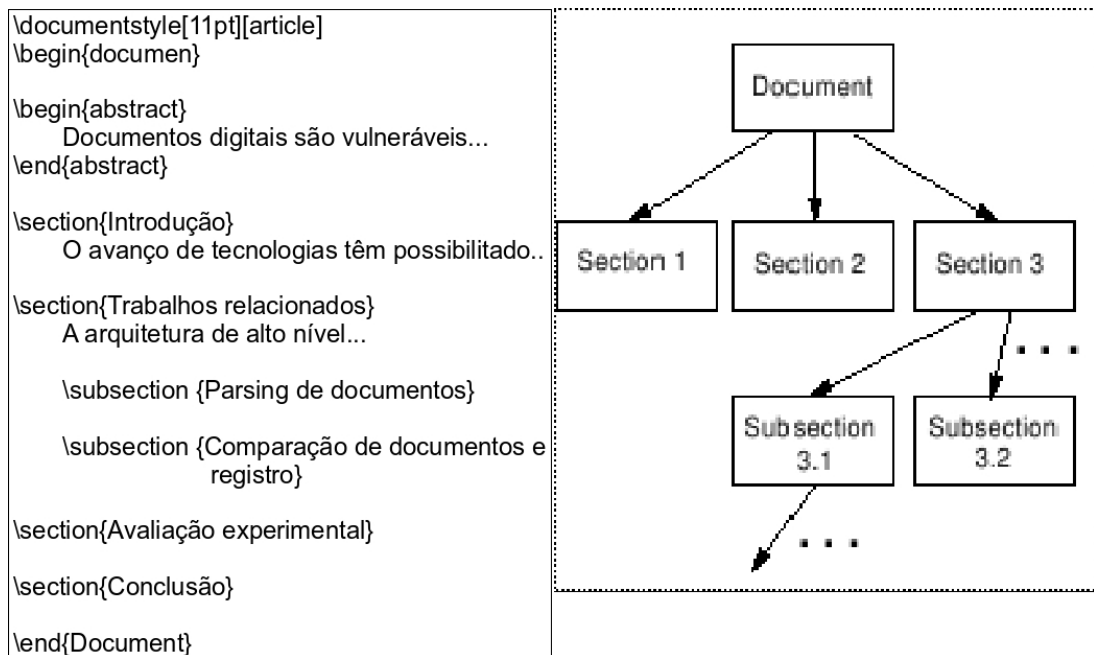 \documentstyle[11pt][article]
\begin{documen}
\begin{abstract}
Documentos digitais são vulneráveis...
\end{abstract}
\section{Introdução}
O avanço de tecnologias têm possibilitado..
\section{Trabalhos relacionados}
A arquitetura de alto nível...
\subsection {Parsing de documentos}
\subsection {Comparação de documentos e
registro}
\section{Avaliação experimental}
\section{Conclusão}
\end{Document}
Document
Section 1
Section 2
Section 3
. . .
Subsection
3.1
Subsection
3.2
. . .